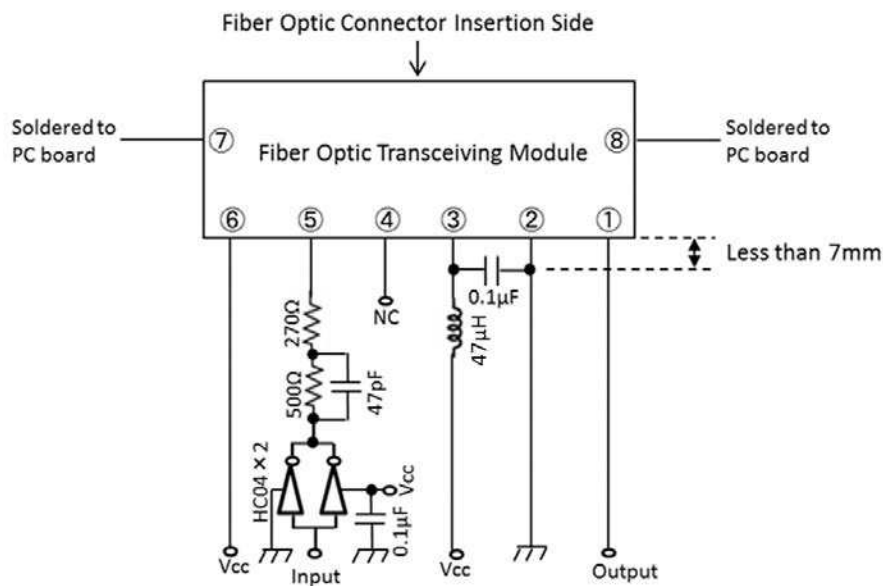 Fiber Optic Connector Insertion Side
Soldered to
PC board
⑦
Fiber Optic Transceiving Module
⑧
Soldered to
PC board
⑥
⑤
④
③
②
①
Less than 7mm
0.1μF
NC
270Ω
47μH
500Ω
47pF
HC04×2
Vcc
0.1μF
Vcc
Input
Vcc
Output